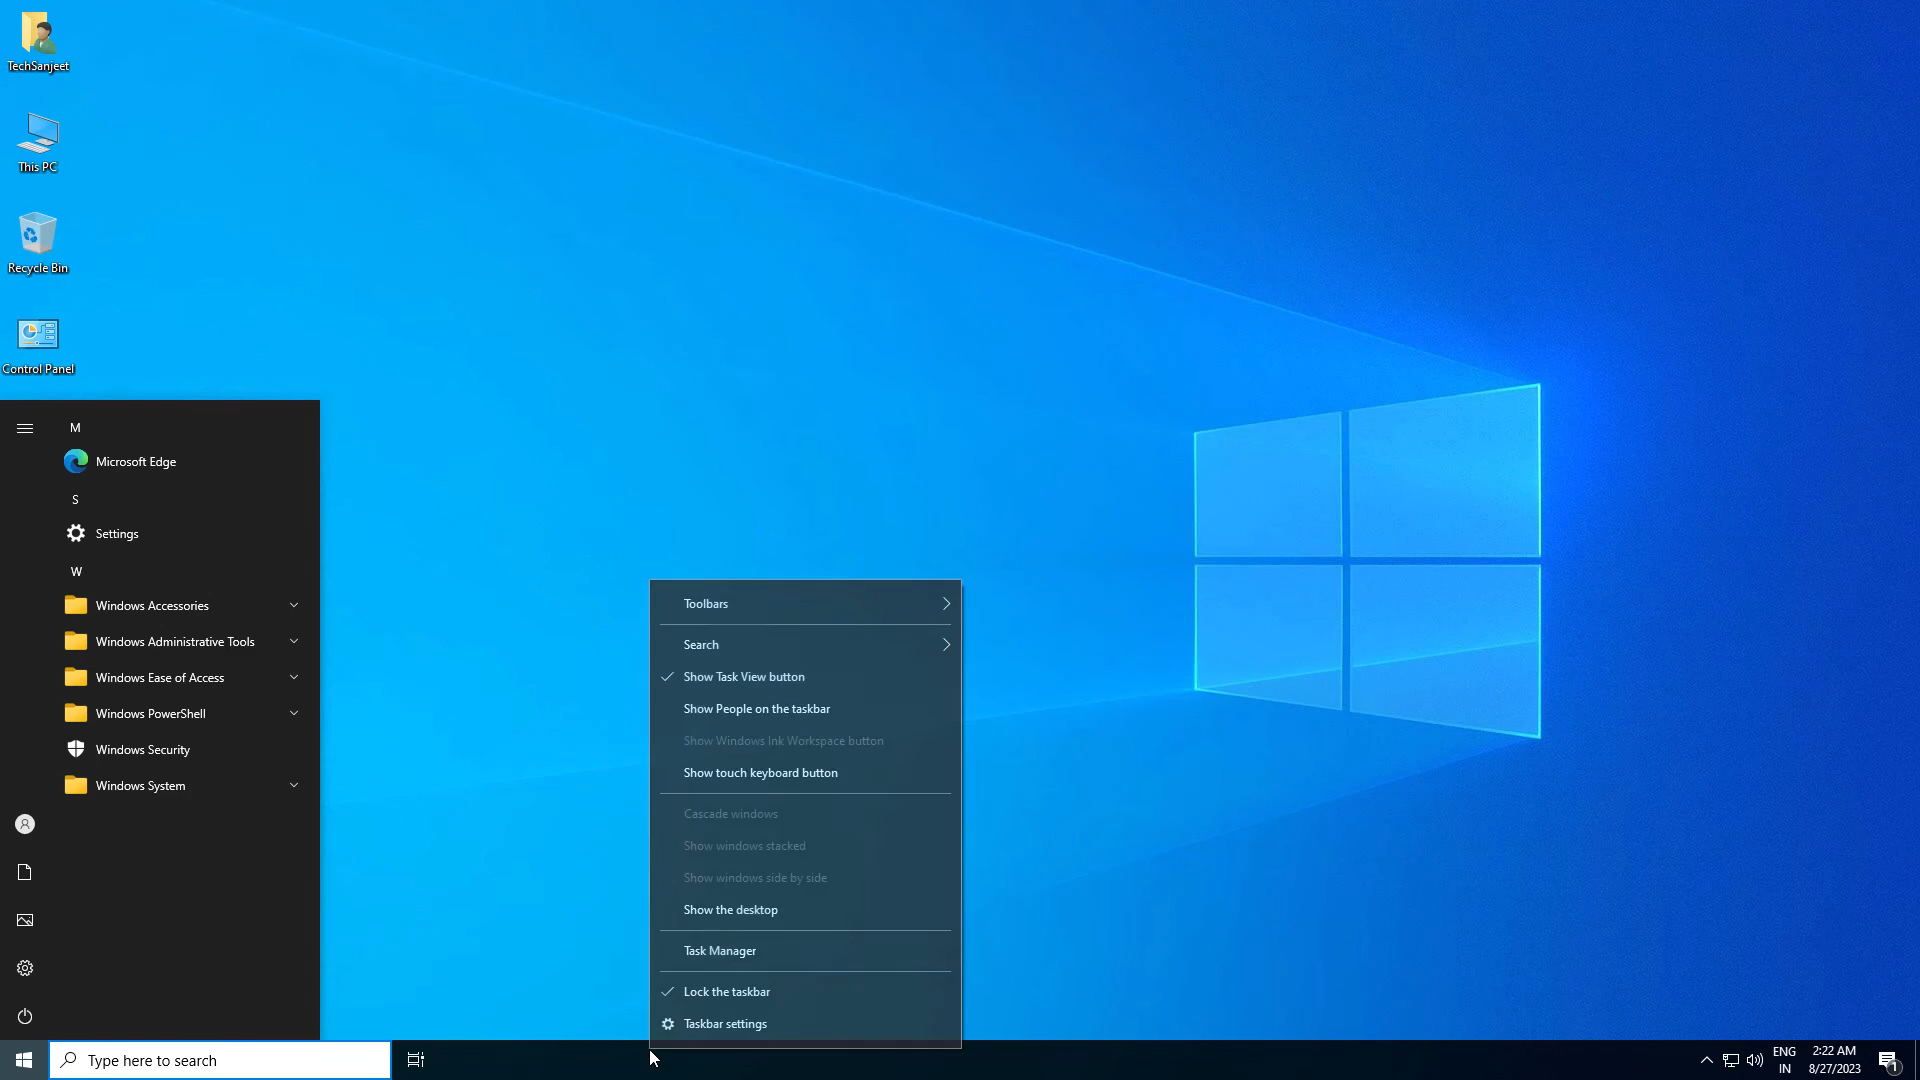 TechSanjeet
This PC
Recycle Bin
Control Panel
M
Microsoft Edge
S
Settings
W
Windows Accessories
Windows Administrative Tools
Windows Ease of Access
Windows PowerShell
Windows Security
Windows System
Toolbars
Search
Show Task View button
Show People on the taskbar
Show Windows Ink Workspace button
Show touch keyboard button
Cascade windows
Show windows stacked
Show windows side by side
Show the desktop
Task Manager
Lock the taskbar
Taskbar settings
Type here to search
ENG
IN
2:22 AM
8/27/2023
1